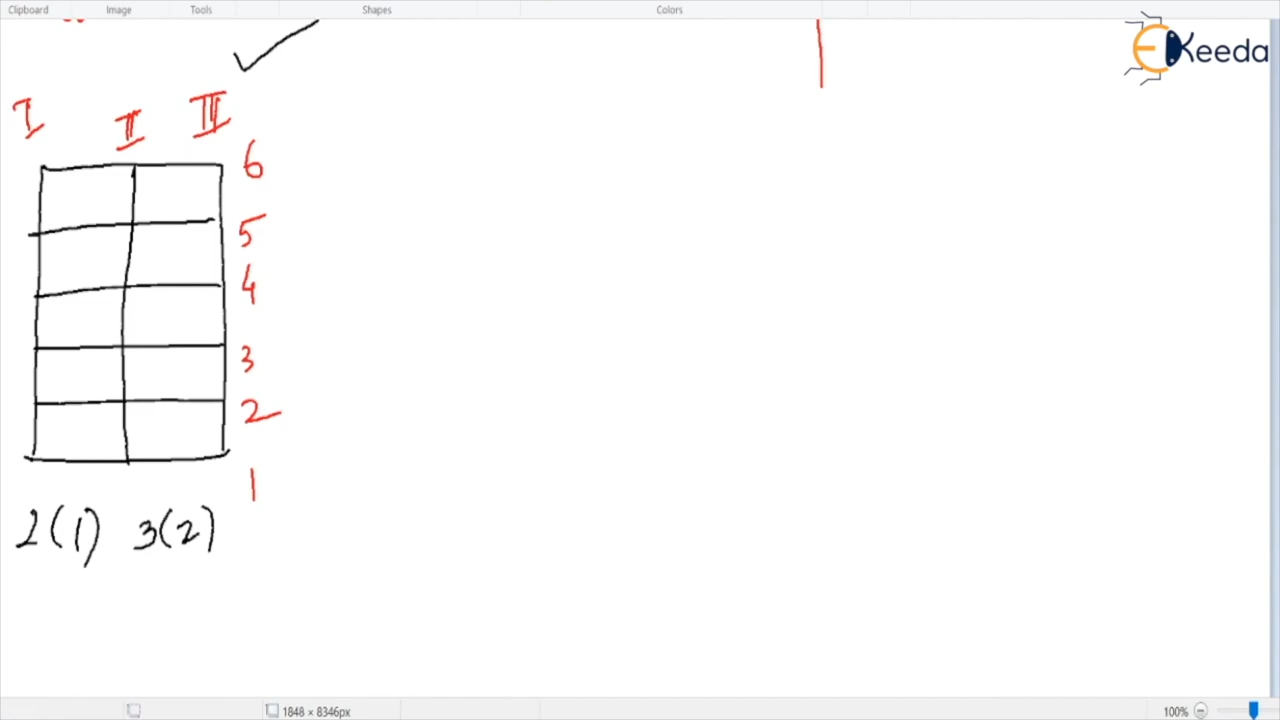 Clipboard Image Tools Shapes Colors
EKeeda
I II III
6
5
4
3
2
1
2(1) 3(2)
1848 × 8346px 100%